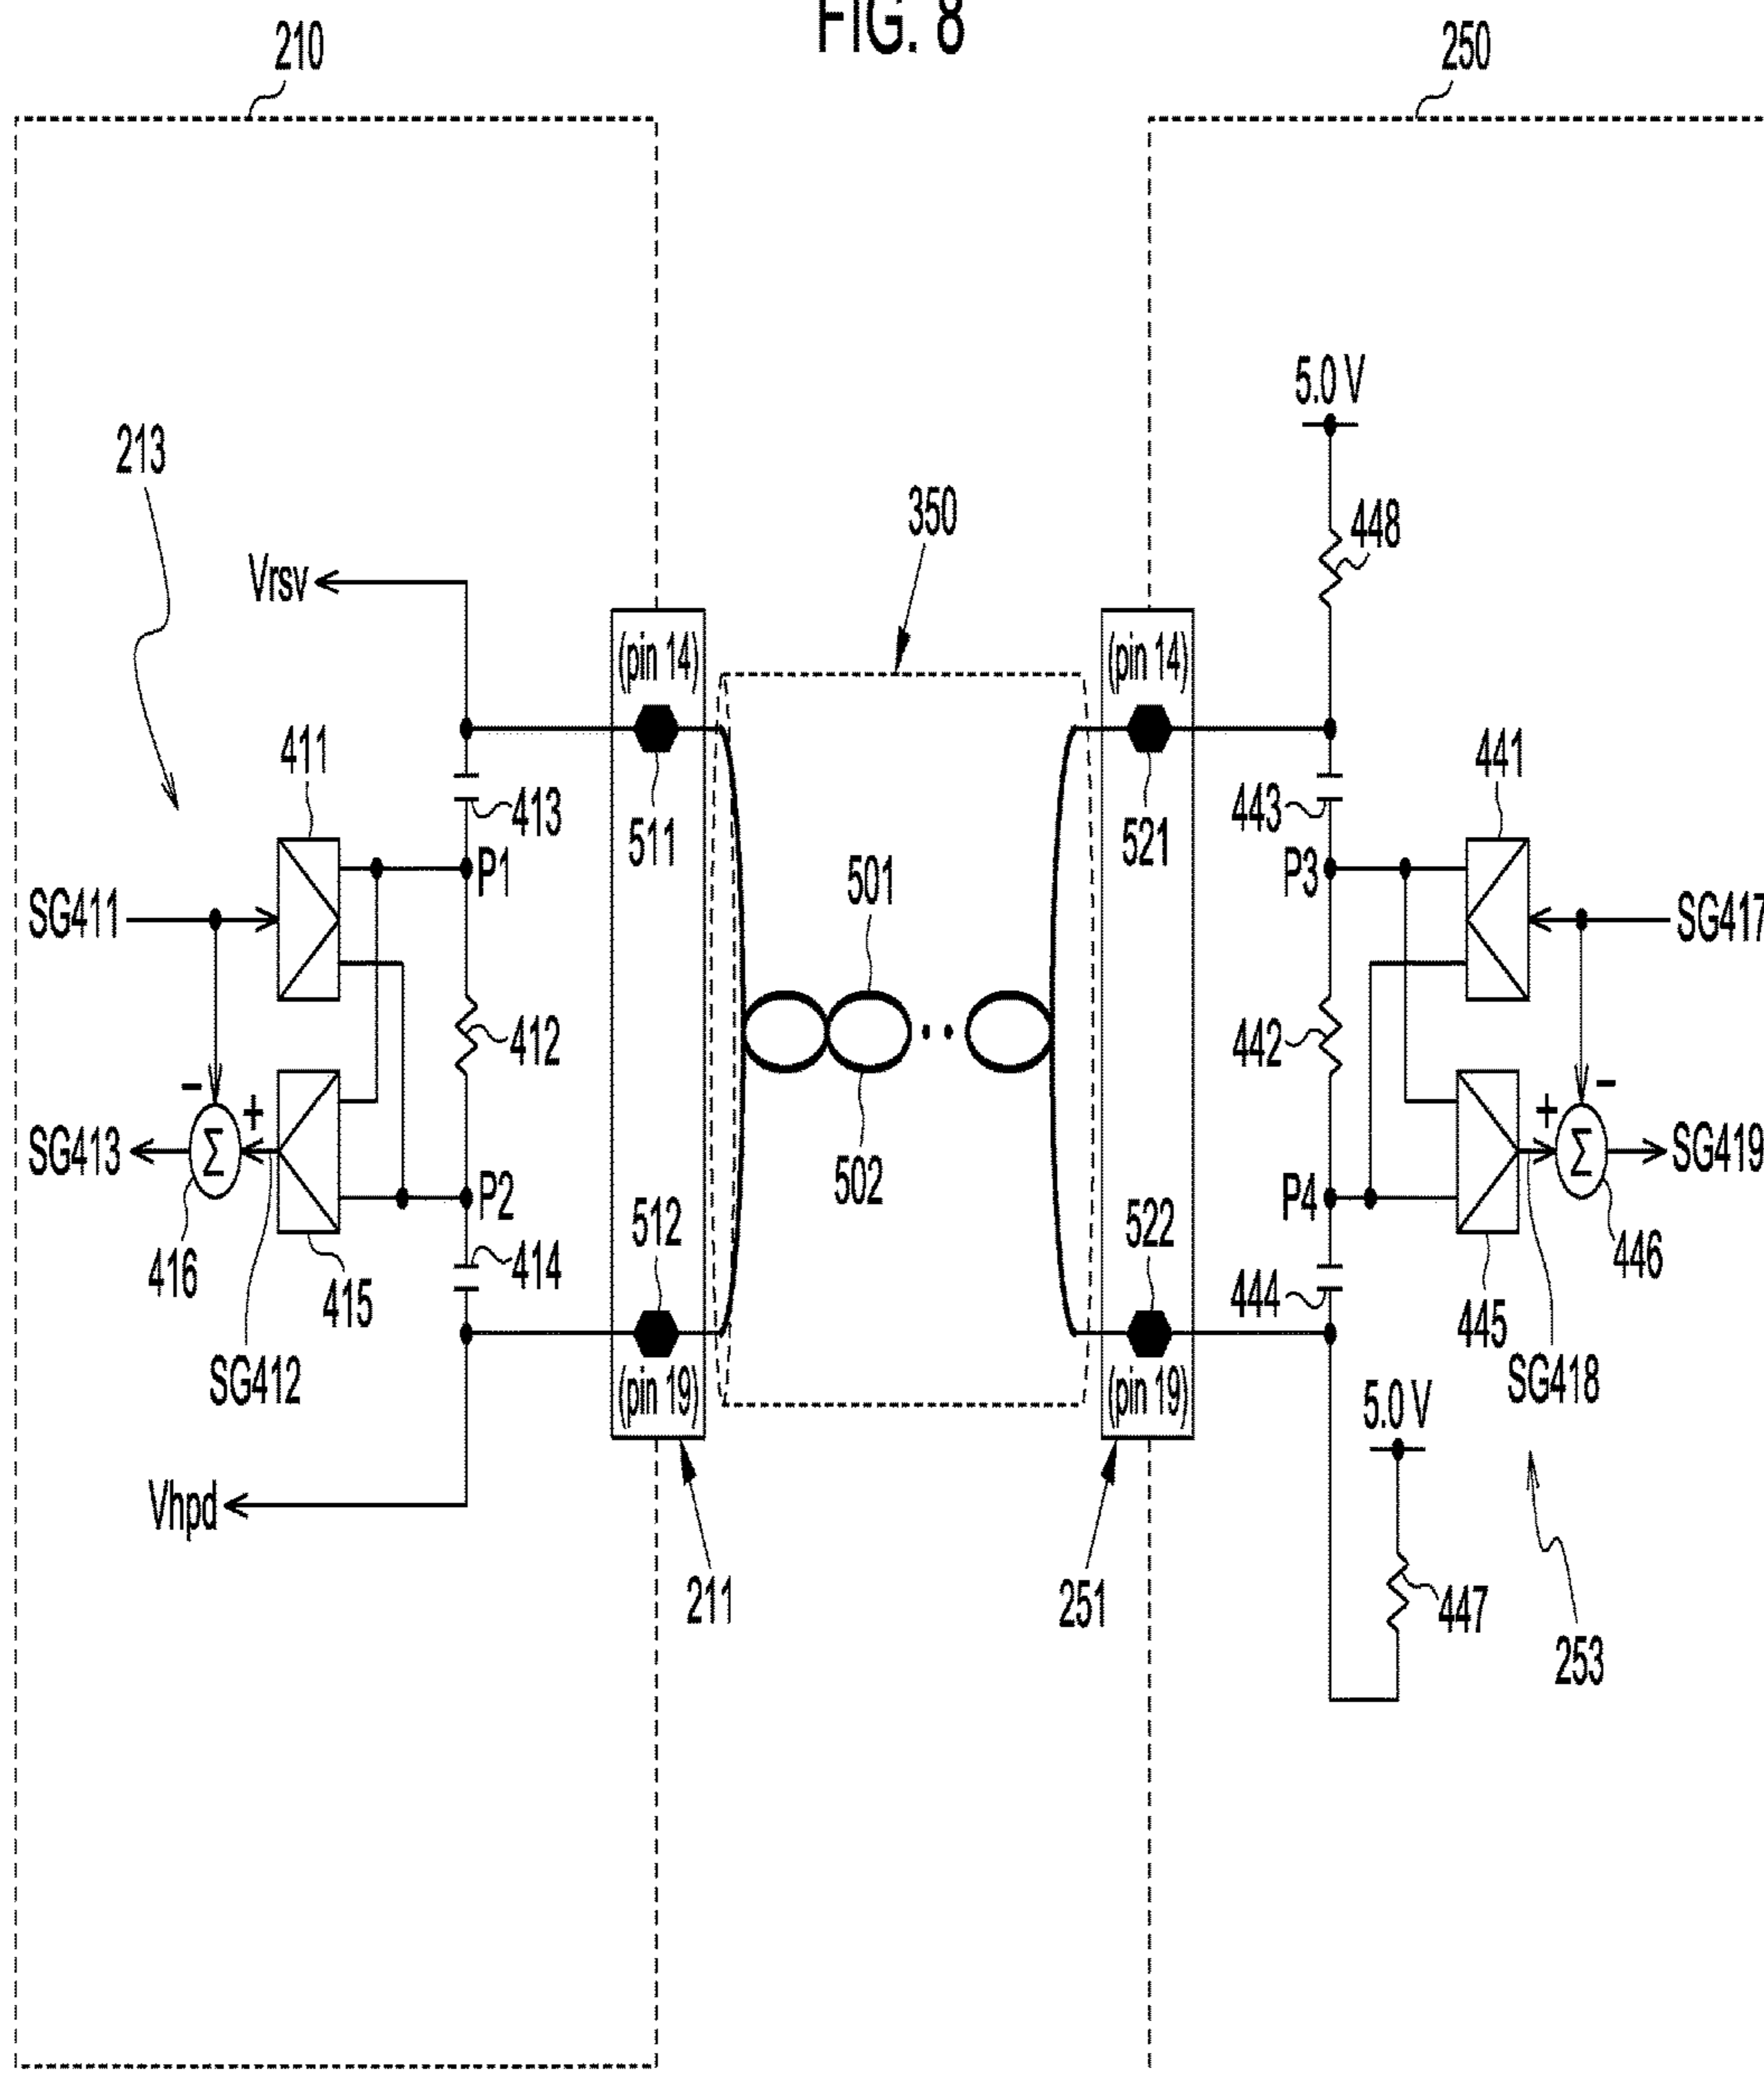 FIG. 8
210
250
5.0 V
213
350
448
Vrsv
(pin 14)
(pin 14)
411
413
511
521
443
441
P1
501
P3
SG411
SG417
412
442
−
+
+
−
SG413
Σ
502
Σ
SG419
P2
512
522
P4
416
415
414
444
445
446
SG412
(pin 19)
(pin 19)
5.0 V
SG418
Vhpd
211
251
447
253